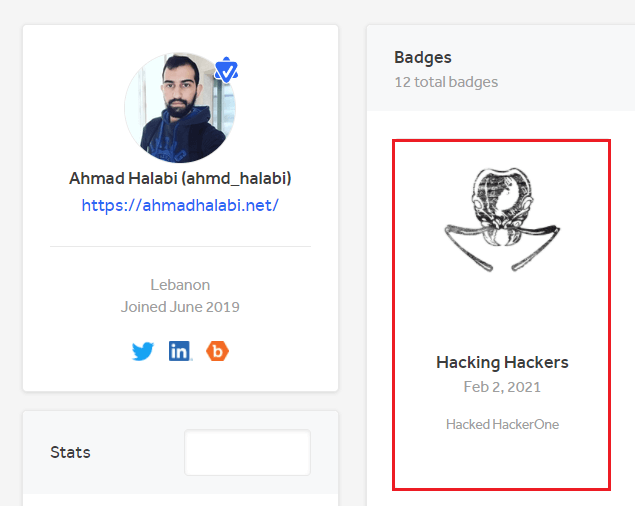 Ahmad Halabi (ahmd_halabi)
https://ahmadhalabi.net/
Lebanon
Joined June 2019
in
b
Stats
Badges
12 total badges
Hacking Hackers
Feb 2, 2021
Hacked HackerOne